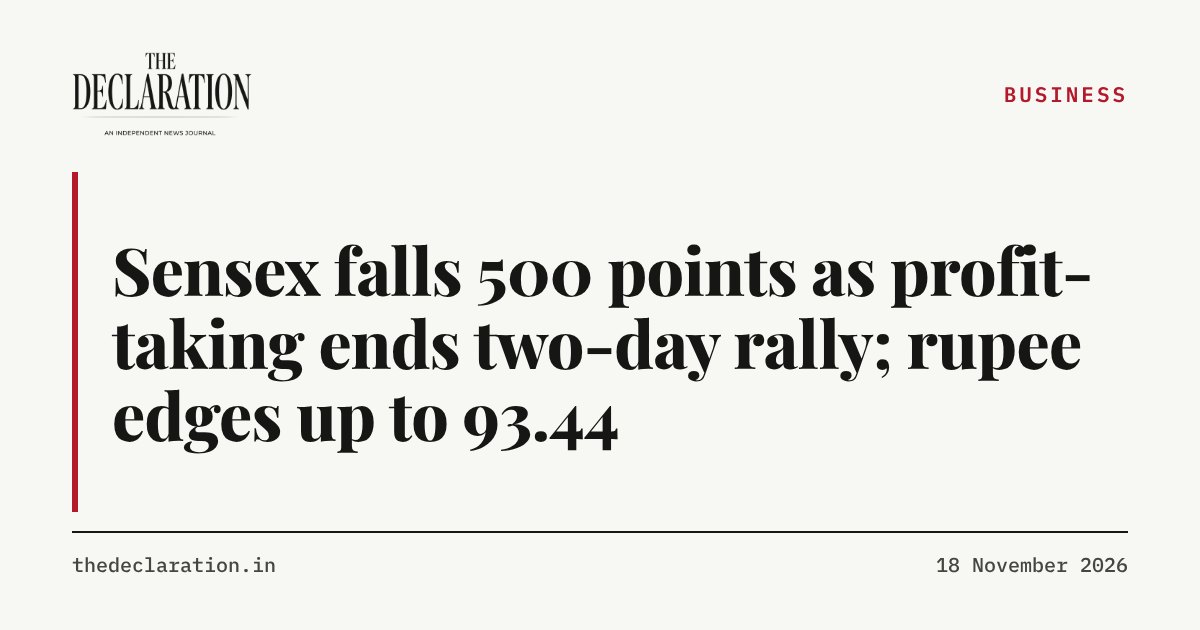 THE
DECLARATION
AN INDEPENDENT NEWS JOURNAL
BUSINESS
Sensex falls 500 points as profit-
taking ends two-day rally; rupee
edges up to 93.44
thedeclaration.in
18 November 2026